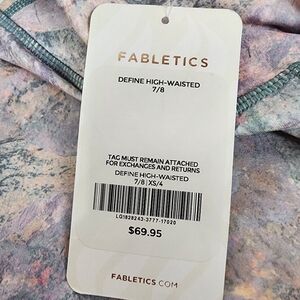 FABLETICS
DEFINE HIGH-WAISTED
7/8
TAG MUST REMAIN ATTACHED
FOR EXCHANGES AND RETURNS
DEFINE HIGH-WAISTED
7/8 | XS/4
LG1828243-3777-17020
$69.95
FABLETICS.COM